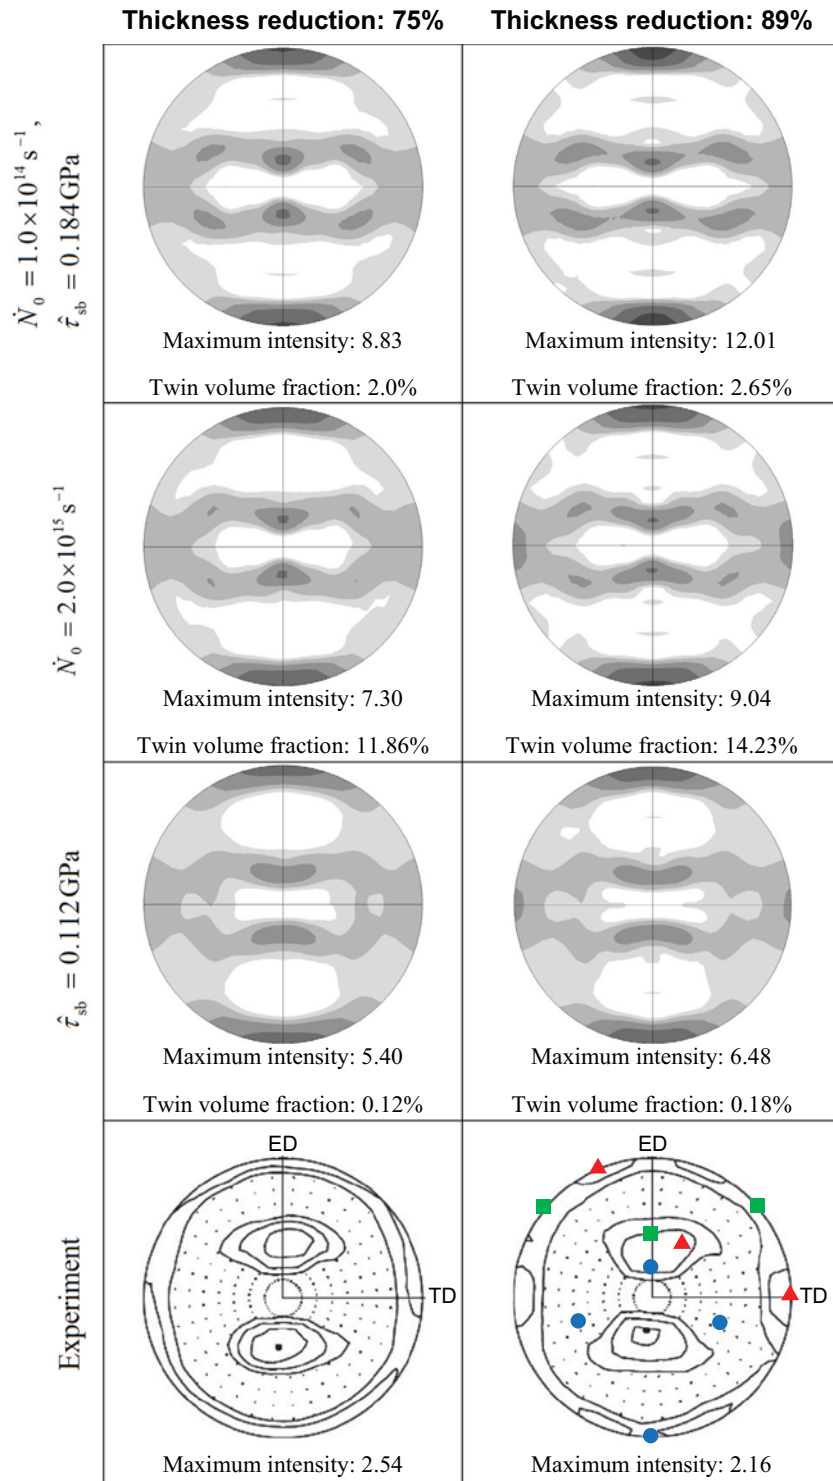 Thickness reduction: 75%
Thickness reduction: 89%
Ṅ₀ = 1.0×10¹⁴ s⁻¹ ,
τ̂sb = 0.184 GPa
Maximum intensity: 8.83
Twin volume fraction: 2.0%
Maximum intensity: 12.01
Twin volume fraction: 2.65%
Ṅ₀ = 2.0×10¹⁵ s⁻¹
Maximum intensity: 7.30
Twin volume fraction: 11.86%
Maximum intensity: 9.04
Twin volume fraction: 14.23%
τ̂sb = 0.112 GPa
Maximum intensity: 5.40
Twin volume fraction: 0.12%
Maximum intensity: 6.48
Twin volume fraction: 0.18%
Experiment
ED
TD
Maximum intensity: 2.54
ED
TD
Maximum intensity: 2.16